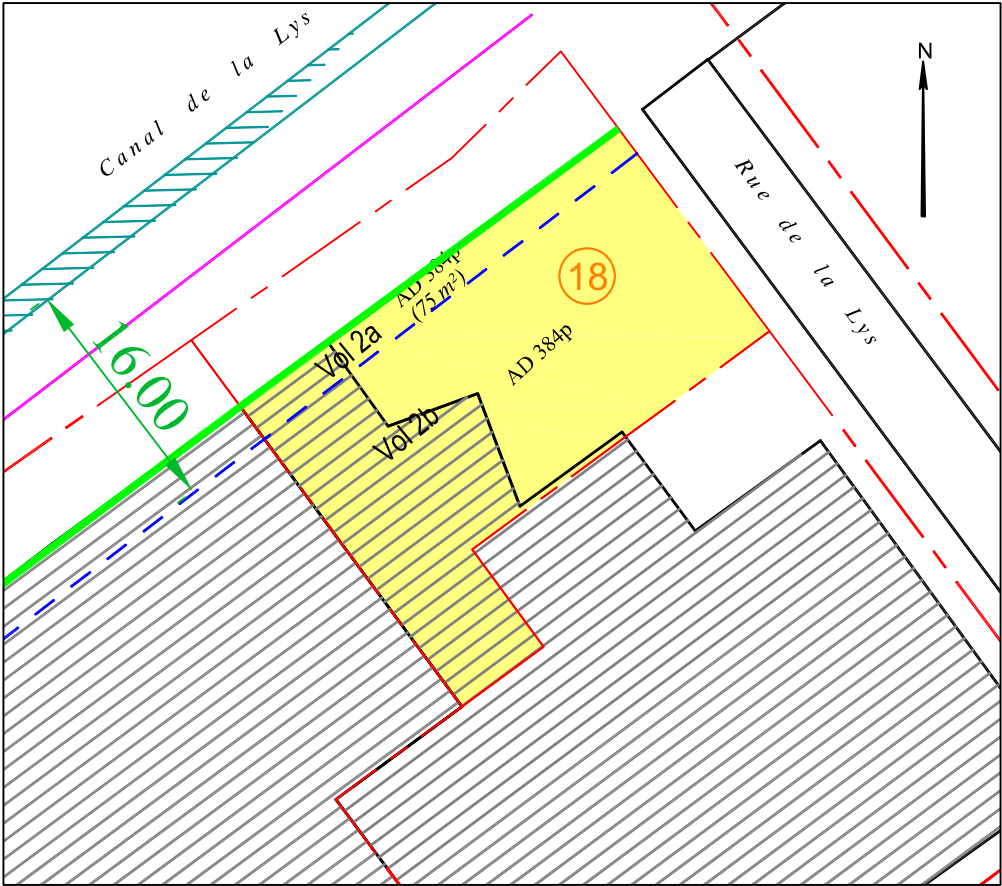 Canal de la Lys
N
Rue de la Lys
AD 384p
(75 m²)
18
16.00
Vol 2a
AD 384p
Vol 2b